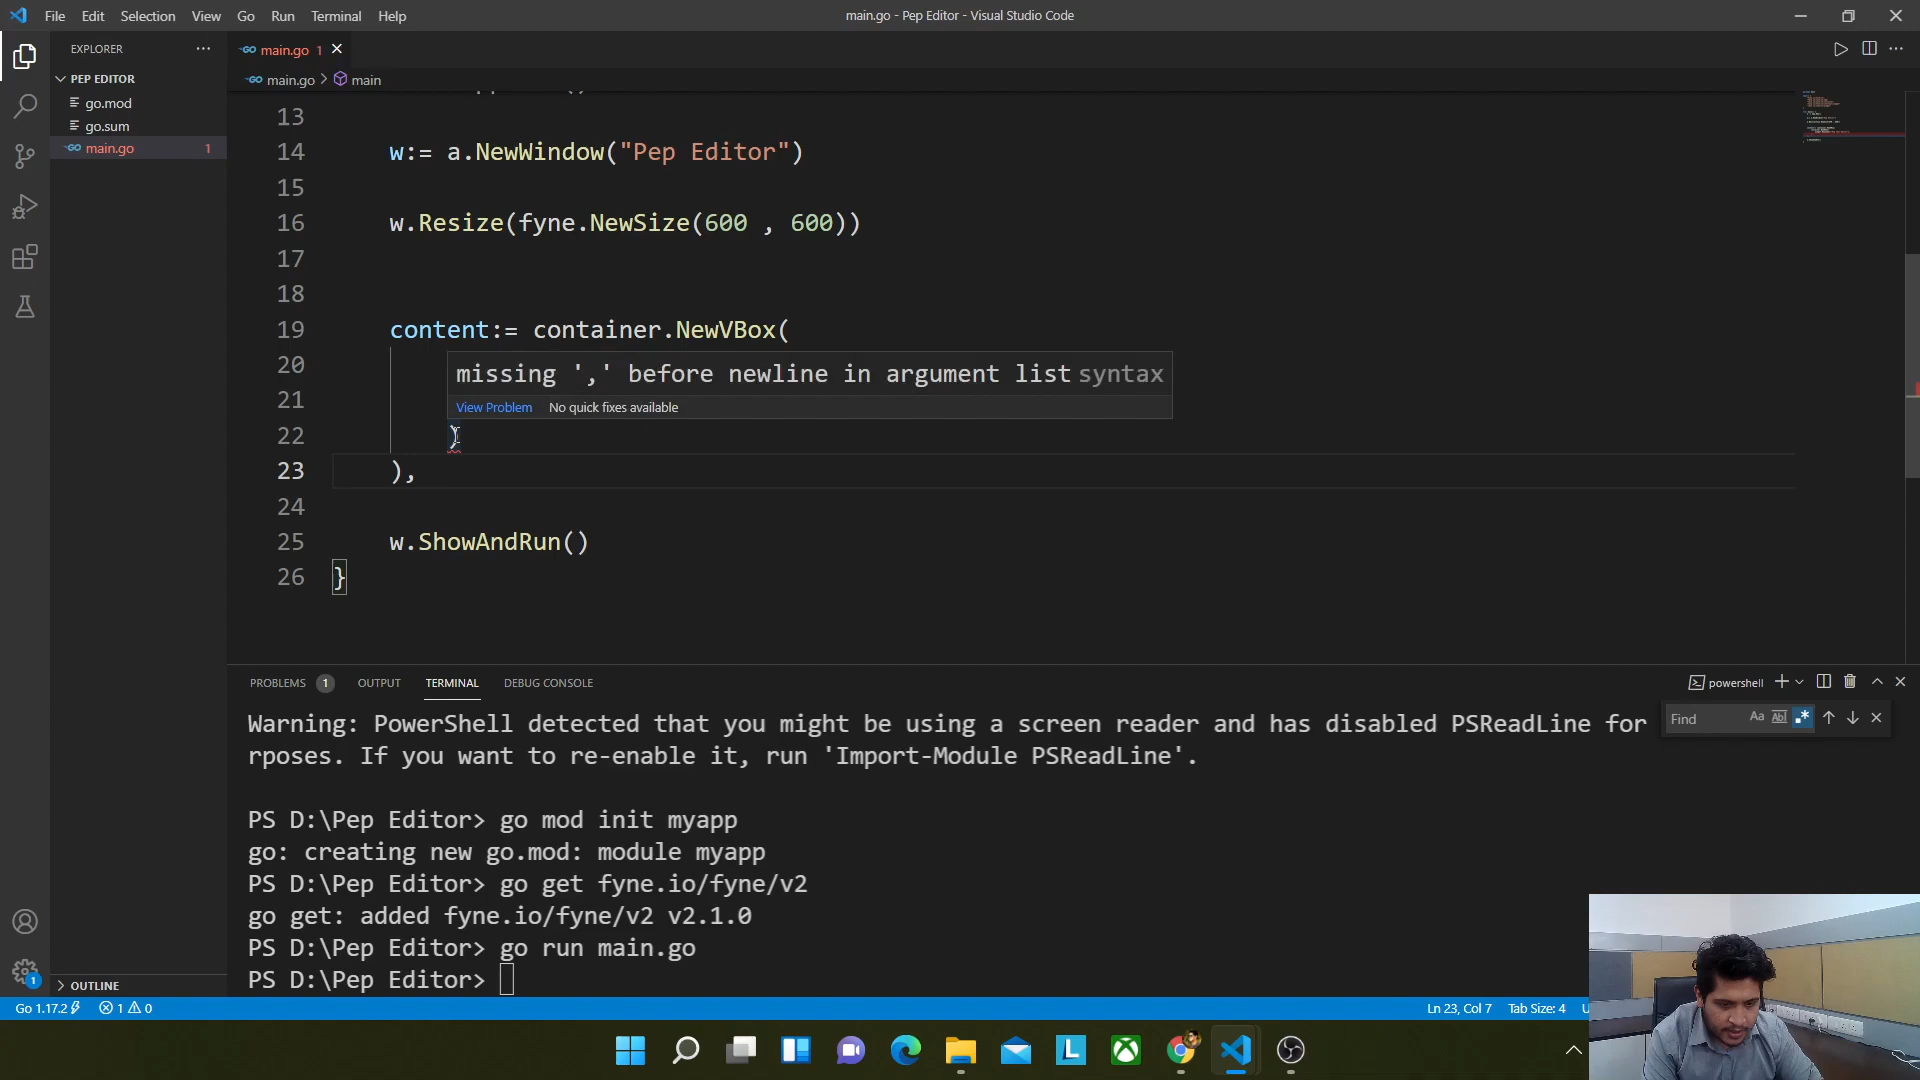 File Edit Selection View Go Run Terminal Help
main.go - Pep Editor - Visual Studio Code
EXPLORER
PEP EDITOR
go.mod
go.sum
main.go 1
OUTLINE
main.go 1
main.go > main
13
14 w:= a.NewWindow("Pep Editor")
15
16 w.Resize(fyne.NewSize(600 , 600))
17
18
19 content:= container.NewVBox(
20
missing ',' before newline in argument list syntax
21
View Problem No quick fixes available
22 )
23 ),
24
25 w.ShowAndRun()
26 }
PROBLEMS 1 OUTPUT TERMINAL DEBUG CONSOLE
powershell
Find Aa Abl
Warning: PowerShell detected that you might be using a screen reader and has disabled PSReadLine for
rposes. If you want to re-enable it, run 'Import-Module PSReadLine'.
PS D:\Pep Editor> go mod init myapp
go: creating new go.mod: module myapp
PS D:\Pep Editor> go get fyne.io/fyne/v2
go get: added fyne.io/fyne/v2 v2.1.0
PS D:\Pep Editor> go run main.go
PS D:\Pep Editor>
1
Go 1.17.2 1 0
Ln 23, Col 7 Tab Size: 4 U
L